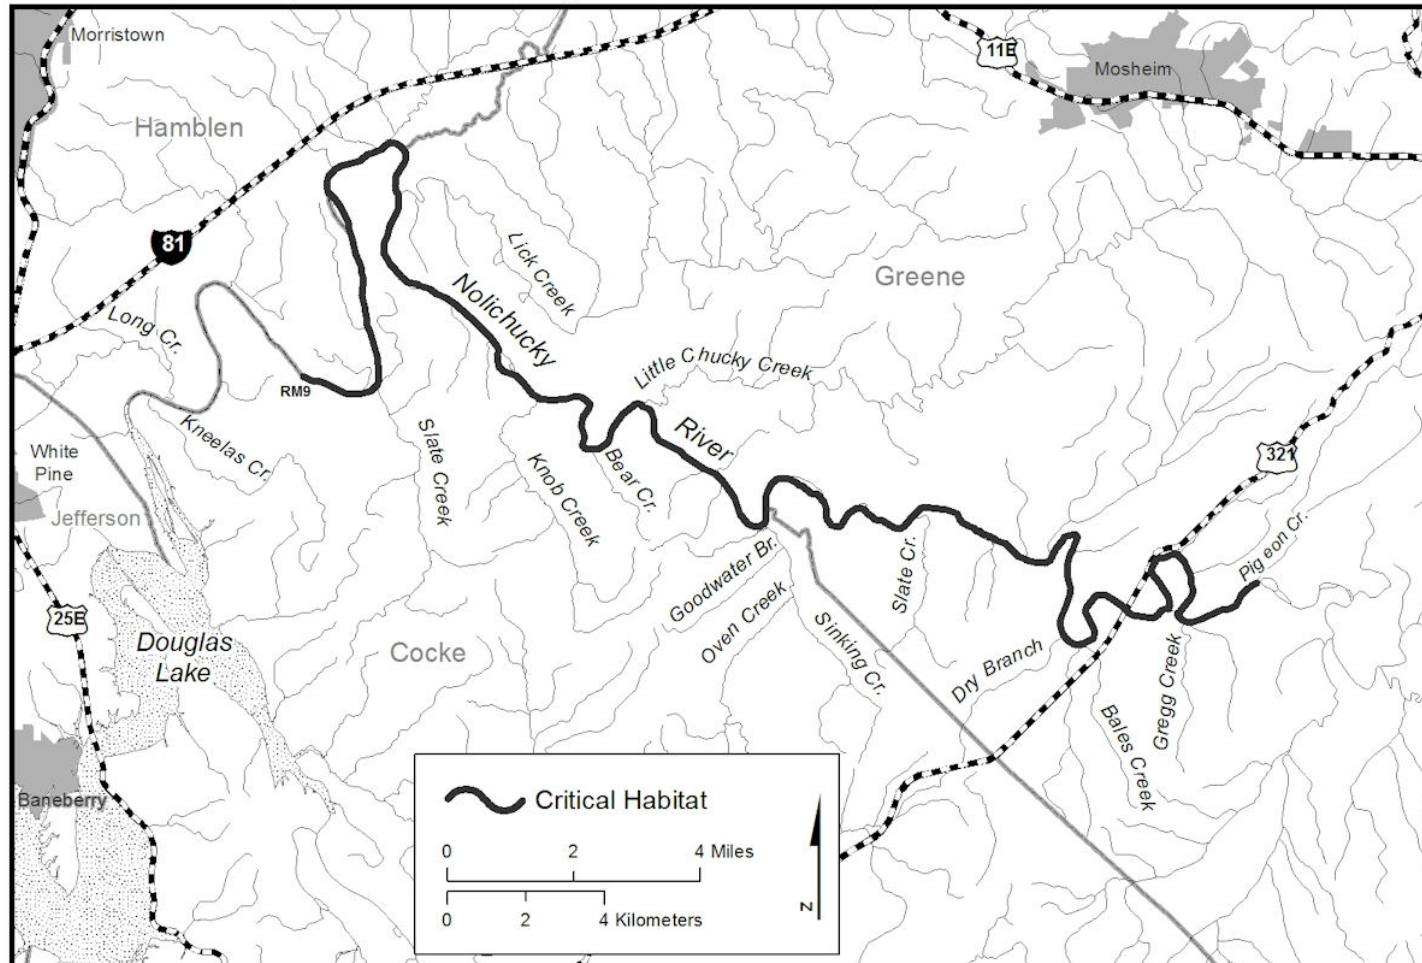 Morristown
11E
Mosheim
Hamblen
81
Lick Creek
Greene
Nolichucky
Long Cr.
Little Chucky Creek
RM9
River
Kneelas Cr.
Slate Creek
Knob Creek
Bear Cr.
321
White
Pine
Jefferson
Pigeon Cr.
Goodwater Br.
Slate Cr.
Oven Creek
25E
Douglas
Lake
Cocke
Sinking Cr.
Dry Branch
Gregg Creek
Bales Creek
Baneberry
Critical Habitat
0 2 4 Miles
0 2 4 Kilometers
N